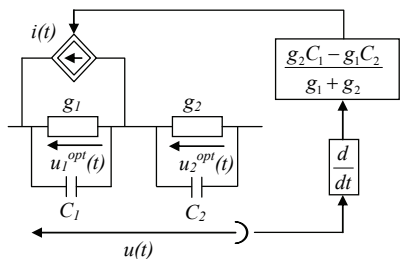 i(t)
g₂C₁ − g₁C₂
g₁ + g₂
g₁
g₂
u₁ᵒᵖᵗ(t)
u₂ᵒᵖᵗ(t)
d
dt
C₁
C₂
u(t)